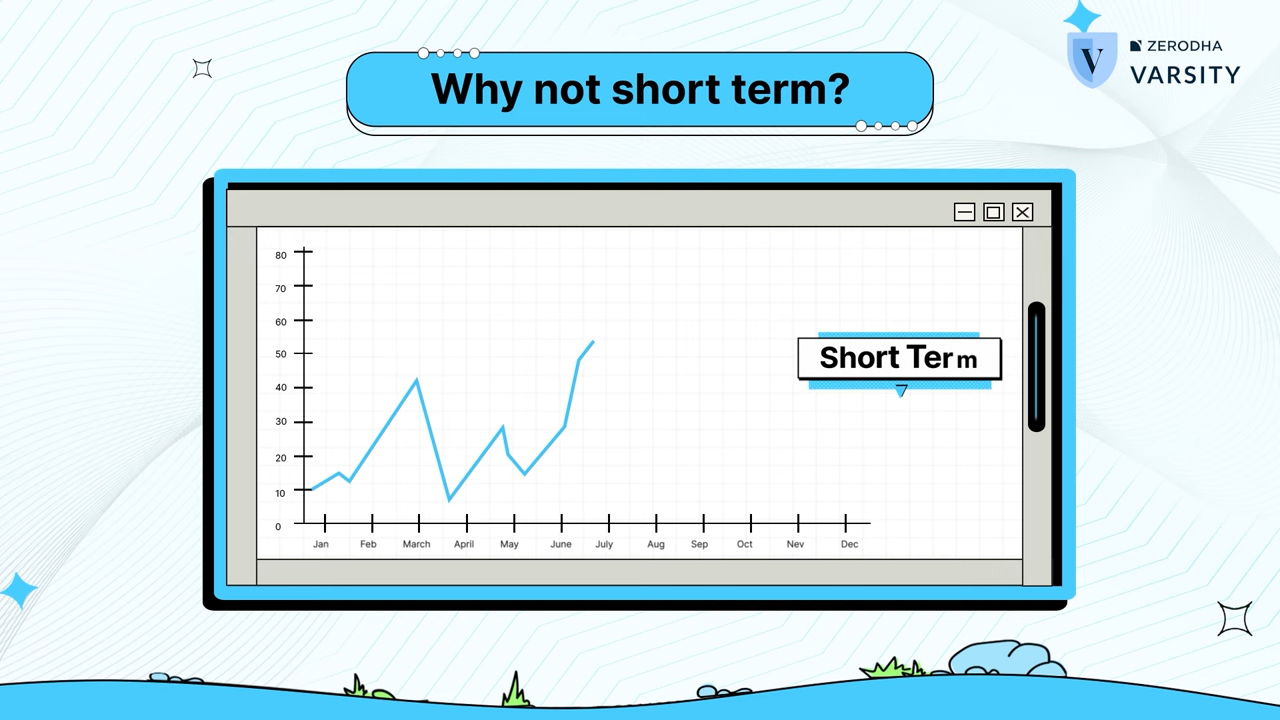 Why not short term?
V
ZERODHA
VARSITY
80
70
60
50
40
30
20
10
0
Short Term
Jan Feb March April May June July Aug Sep Oct Nev Dec